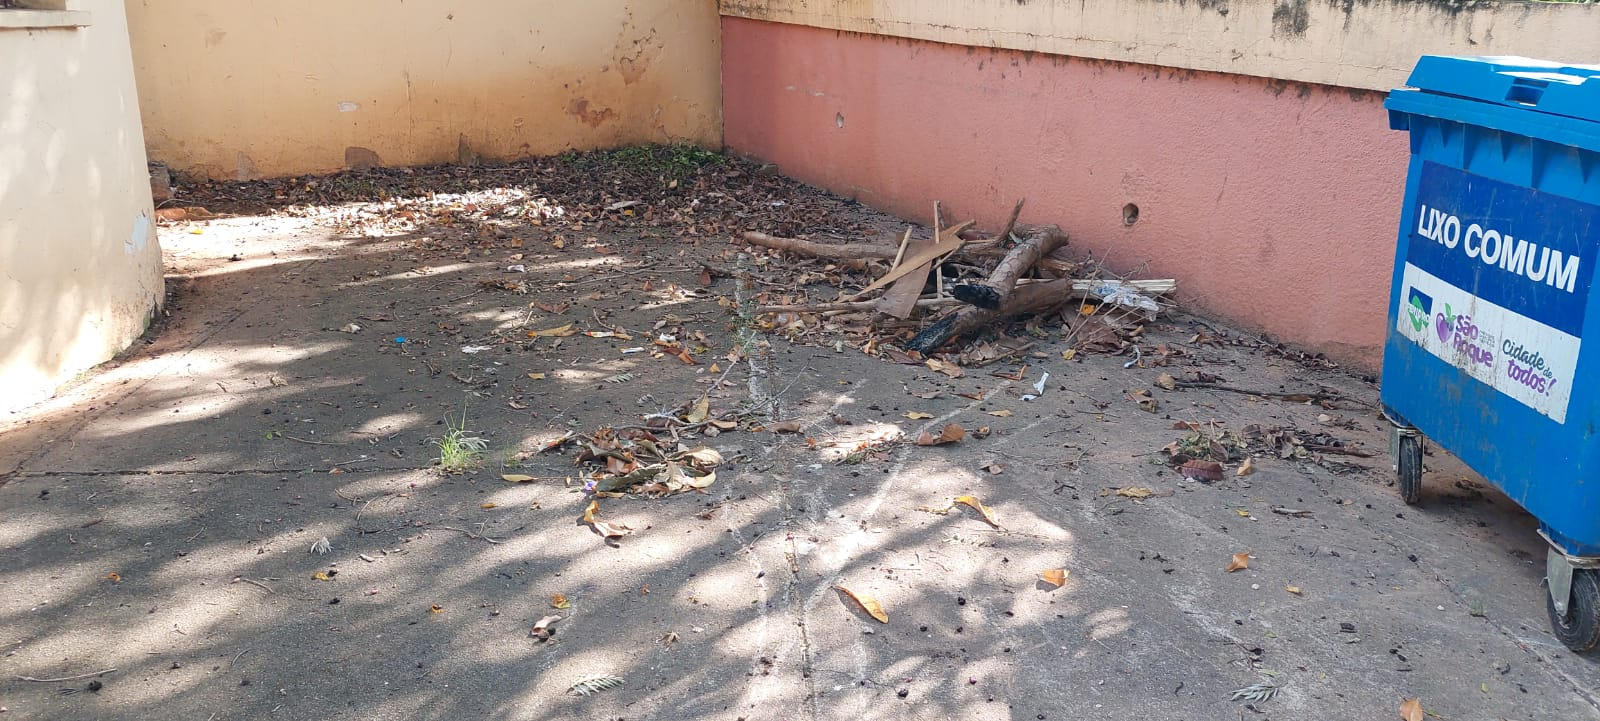 LIXO COMUM
São
Roque
Cidade de
todos!